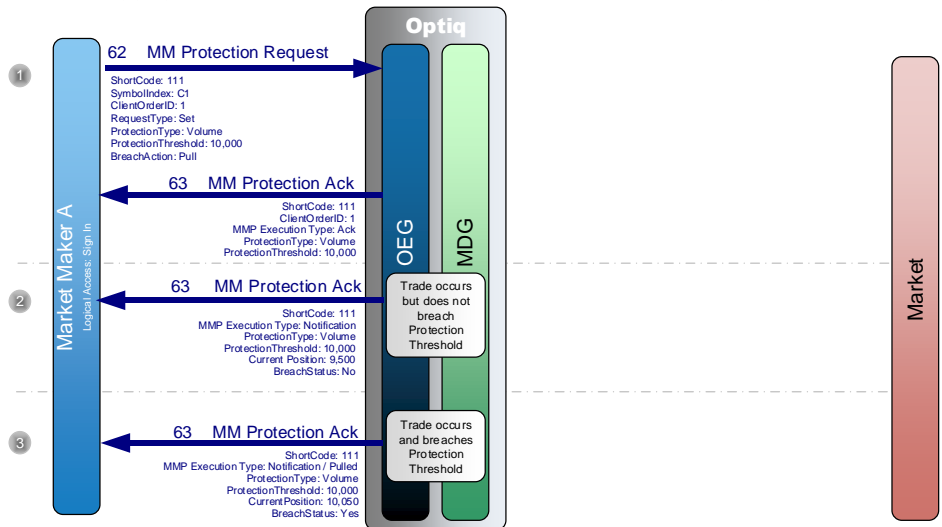 Optiq
1
62 MM Protection Request
ShortCode: 111
SymbolIndex: C1
ClientOrderID: 1
RequestType: Set
ProtectionType: Volume
ProtectionThreshold: 10,000
BreachAction: Pull
63 MM Protection Ack
ShortCode: 111
ClientOrderID: 1
MMP Execution Type: Ack
ProtectionType: Volume
ProtectionThreshold: 10,000
Market Maker A
Logical Access: Sign In
OEG
MDG
Market
2
63 MM Protection Ack
ShortCode: 111
MMP Execution Type: Notification
ProtectionType: Volume
ProtectionThreshold: 10,000
Current Position: 9,500
BreachStatus: No
Trade occurs
but does not
breach
Protection
Threshold
3
63 MM Protection Ack
ShortCode: 111
MMP Execution Type: Notification / Pulled
ProtectionType: Volume
ProtectionThreshold: 10,000
CurrentPosition: 10,050
BreachStatus: Yes
Trade occurs
and breaches
Protection
Threshold